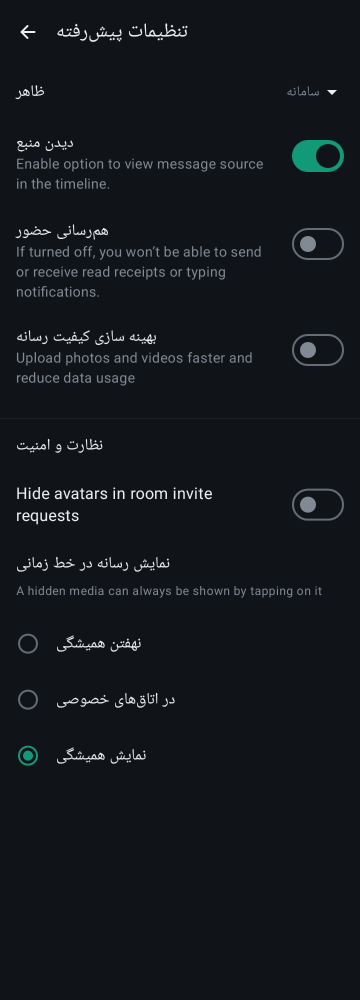 تنظیمات پیش‌رفته
ظاهر
سامانه
دیدن منبع
Enable option to view message source
in the timeline.
هم‌رسانی حضور
If turned off, you won't be able to send
or receive read receipts or typing
notifications.
بهینه سازی کیفیت رسانه
Upload photos and videos faster and
reduce data usage
نظارت و امنیت
Hide avatars in room invite
requests
نمایش رسانه در خط زمانی
A hidden media can always be shown by tapping on it
نهفتن همیشگی
در اتاق‌های خصوصی
نمایش همیشگی